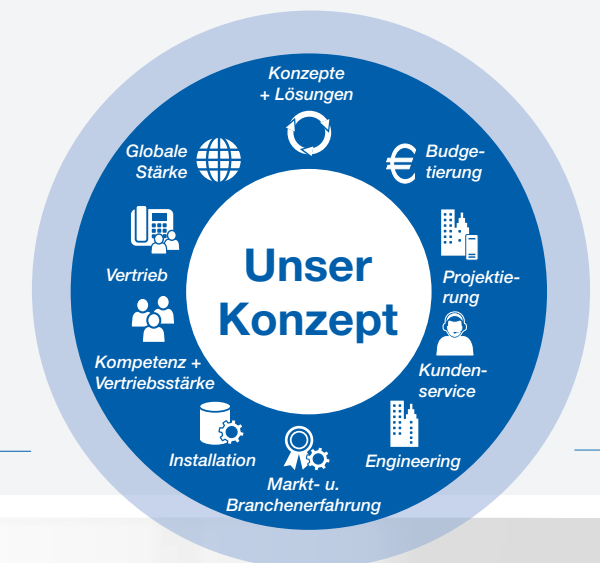 Konzepte
+ Lösungen
Budge-
tierung
Projektie-
rung
Kunden-
service
Engineering
Markt- u.
Branchenerfahrung
Installation
Kompetenz +
Vertriebsstärke
Vertrieb
Globale
Stärke
Unser
Konzept